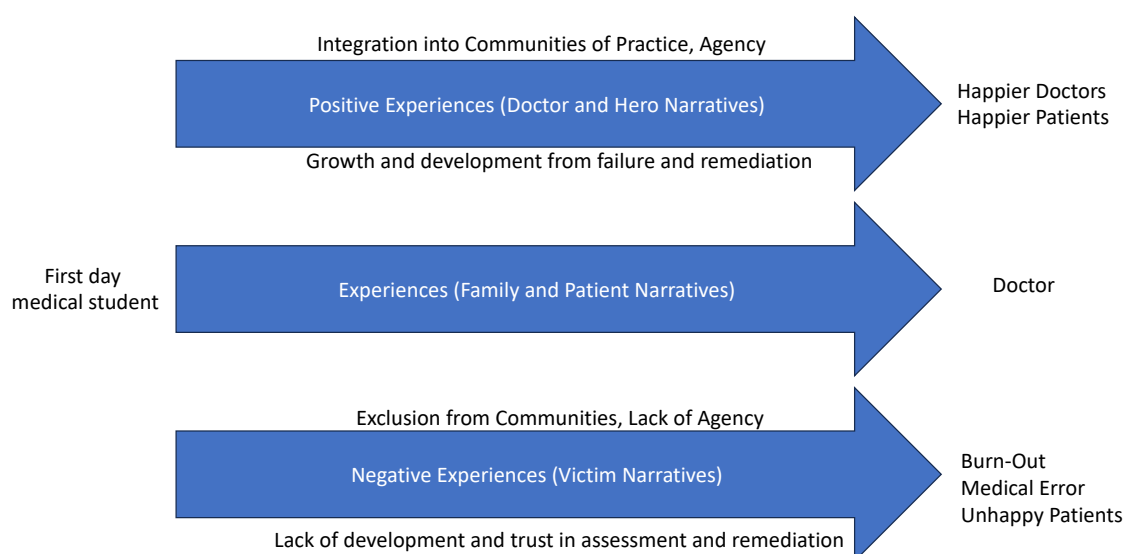 Integration into Communities of Practice, Agency
Positive Experiences (Doctor and Hero Narratives)
Growth and development from failure and remediation
Happier Doctors
Happier Patients
First day
medical student
Experiences (Family and Patient Narratives)
Doctor
Exclusion from Communities, Lack of Agency
Negative Experiences (Victim Narratives)
Lack of development and trust in assessment and remediation
Burn-Out
Medical Error
Unhappy Patients